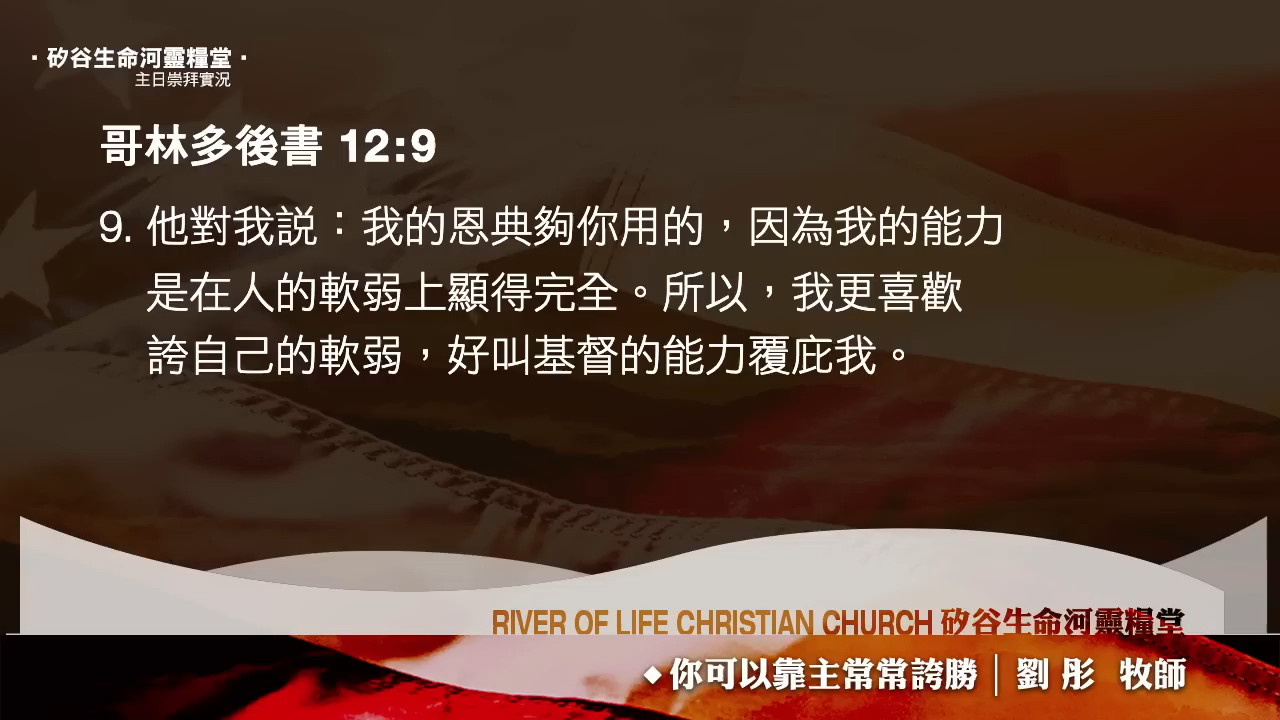 ·矽谷生命河靈糧堂·
主日崇拜實況
哥林多後書 12:9
9. 他對我説：我的恩典夠你用的，因為我的能力
是在人的軟弱上顯得完全。所以，我更喜歡
誇自己的軟弱，好叫基督的能力覆庇我。
RIVER OF LIFE CHRISTIAN CHURCH 矽谷生命河靈糧堂
◆你可以靠主常常誇勝│劉 彤 牧師